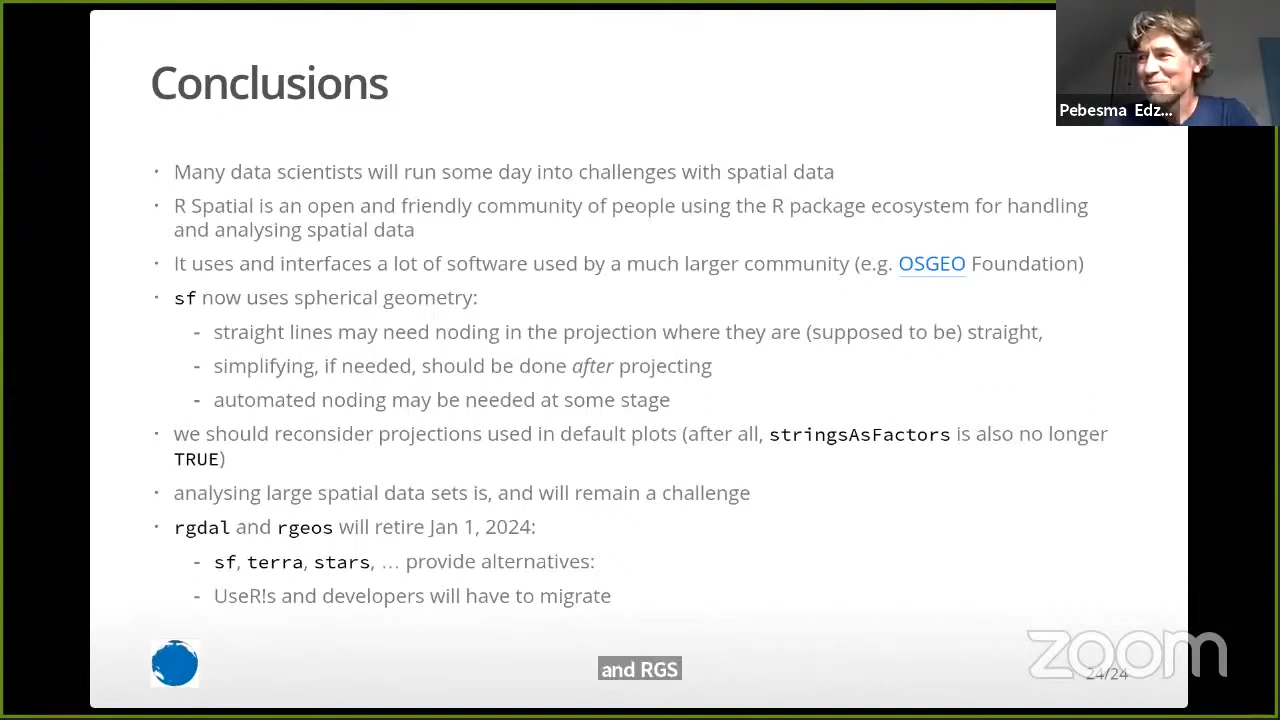 Conclusions
Pebesma Edz...
· Many data scientists will run some day into challenges with spatial data
· R Spatial is an open and friendly community of people using the R package ecosystem for handling
and analysing spatial data
· It uses and interfaces a lot of software used by a much larger community (e.g. OSGEO Foundation)
· sf now uses spherical geometry:
- straight lines may need noding in the projection where they are (supposed to be) straight,
- simplifying, if needed, should be done after projecting
- automated noding may be needed at some stage
· we should reconsider projections used in default plots (after all, stringsAsFactors is also no longer
TRUE)
· analysing large spatial data sets is, and will remain a challenge
· rgdal and rgeos will retire Jan 1, 2024:
- sf, terra, stars, … provide alternatives:
- UseR!s and developers will have to migrate
and RGS
zoom
24/24